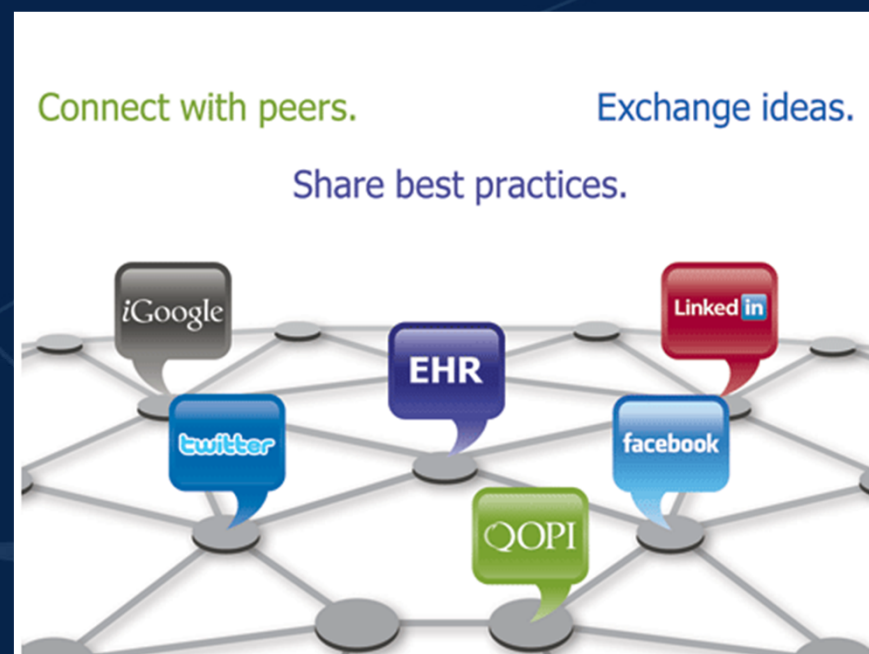 Connect with peers.
Exchange ideas.
Share best practices.
iGoogle
Linked in
EHR
twitter
facebook
QOPI